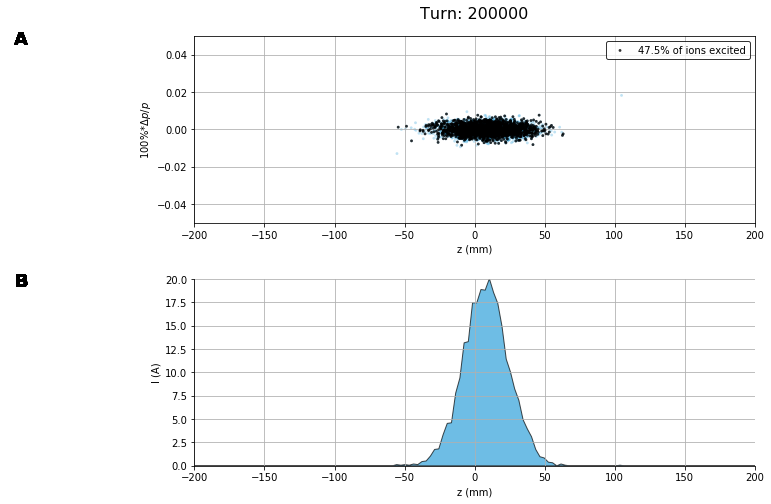 Turn: 200000
A
0.04
0.02
0.00
−0.02
−0.04
100%*Δp/p
47.5% of ions excited
−200 −150 −100 −50 0 50 100 150 200
z (mm)
B
20.0
17.5
15.0
12.5
10.0
7.5
5.0
2.5
0.0
I (A)
−200 −150 −100 −50 0 50 100 150 200
z (mm)